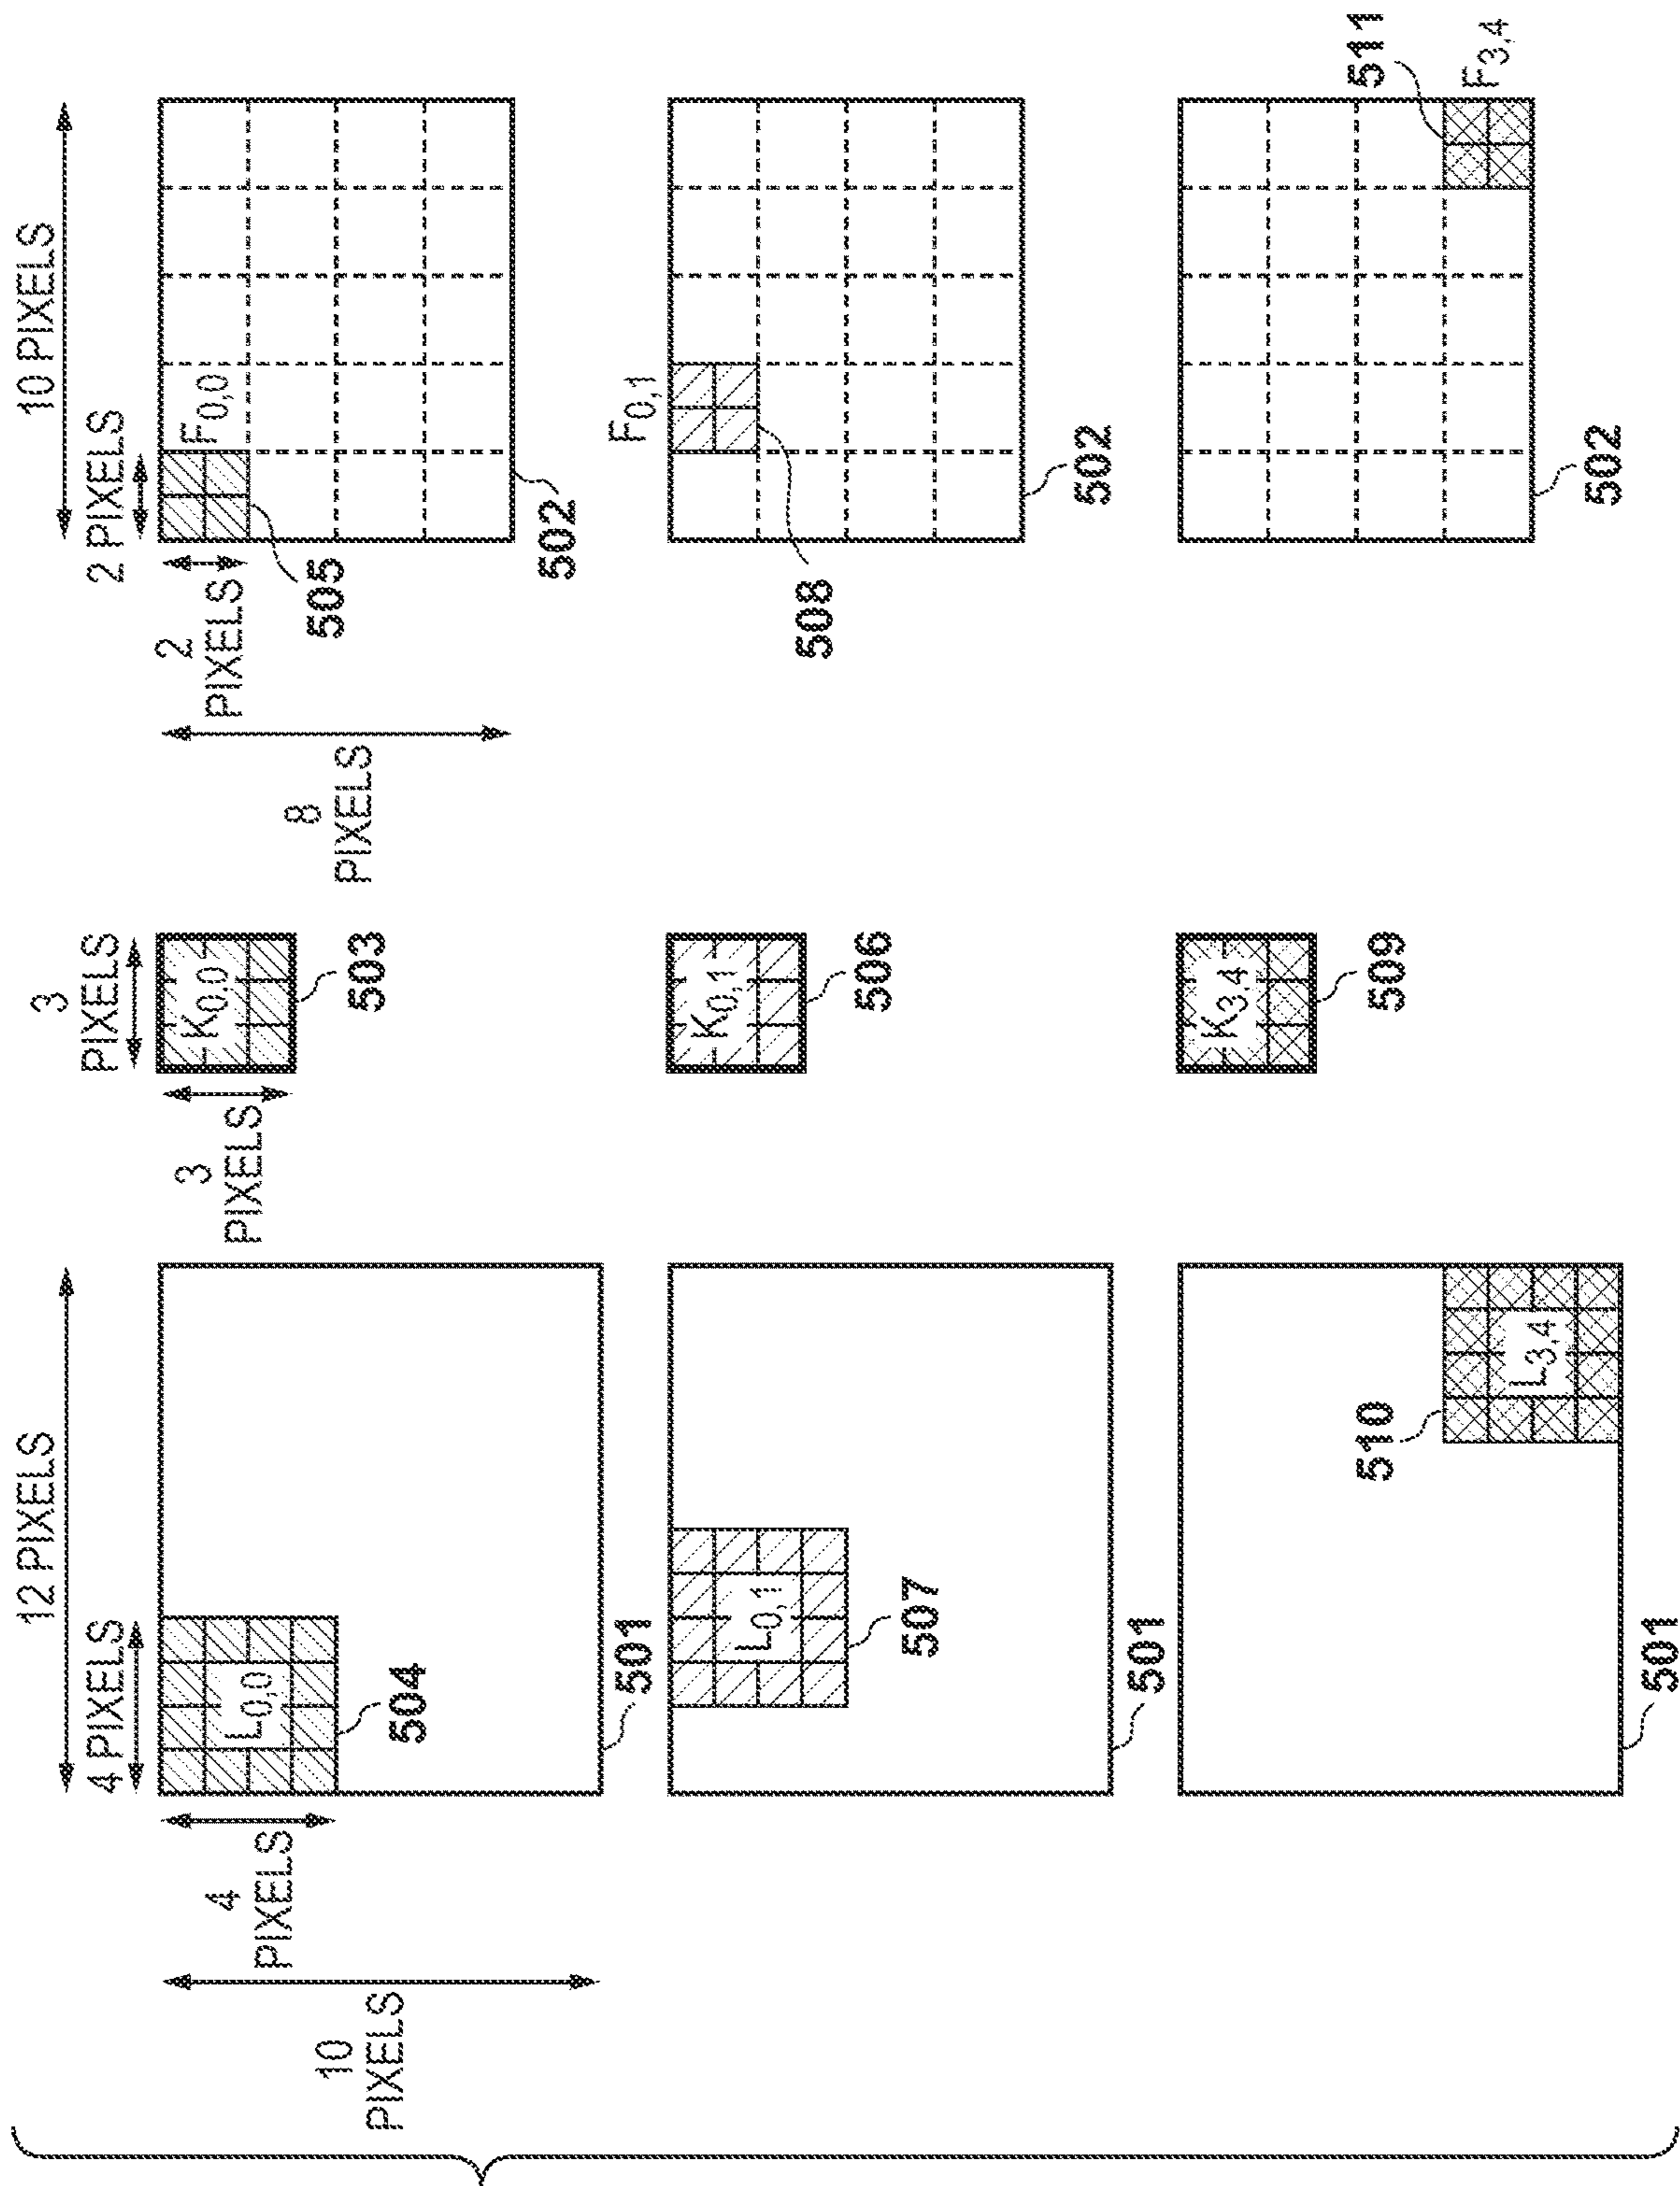 12 PIXELS
4 PIXELS
10
PIXELS
4
PIXELS
L0,0
504
501
3
PIXELS
3
PIXELS
K0,0
503
10 PIXELS
2 PIXELS
8
PIXELS
2
PIXELS
F0,0
505
502
L0,1
507
501
K0,1
506
F0,1
508
502
510
L3,4
501
K3,4
509
511
F3,4
502